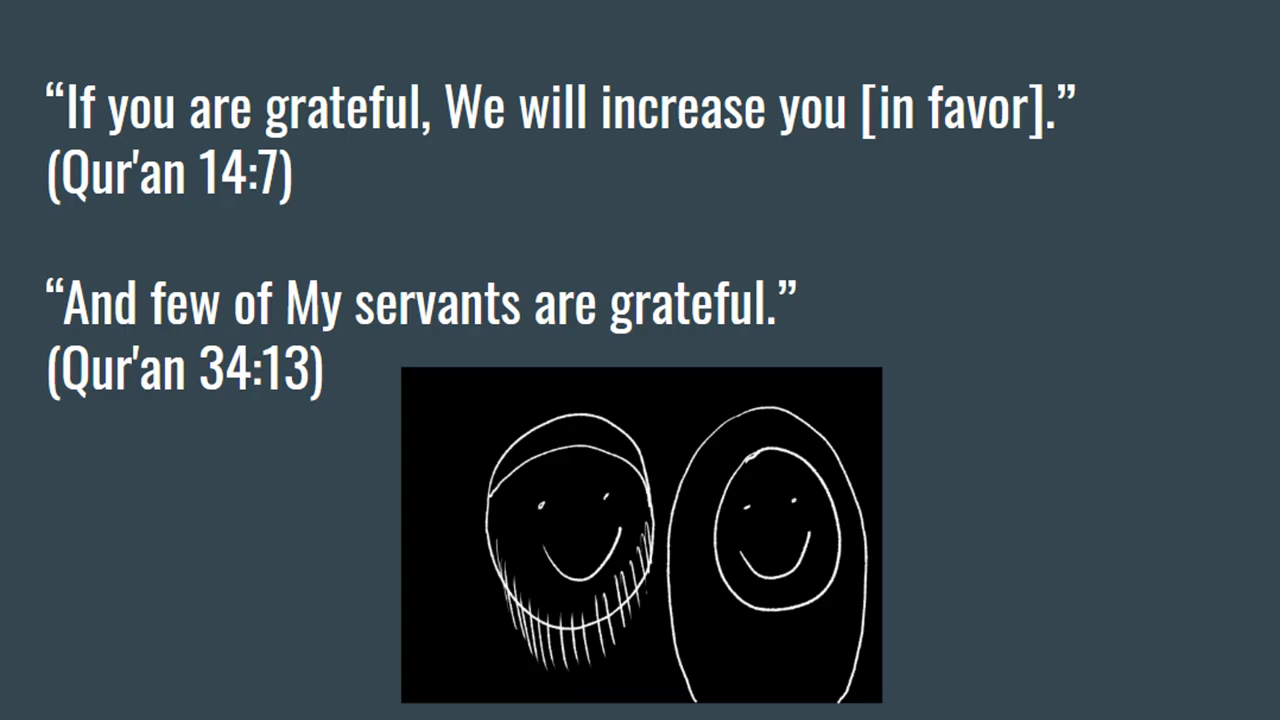 “If you are grateful, We will increase you [in favor].”
(Qur'an 14:7)
“And few of My servants are grateful.”
(Qur'an 34:13)